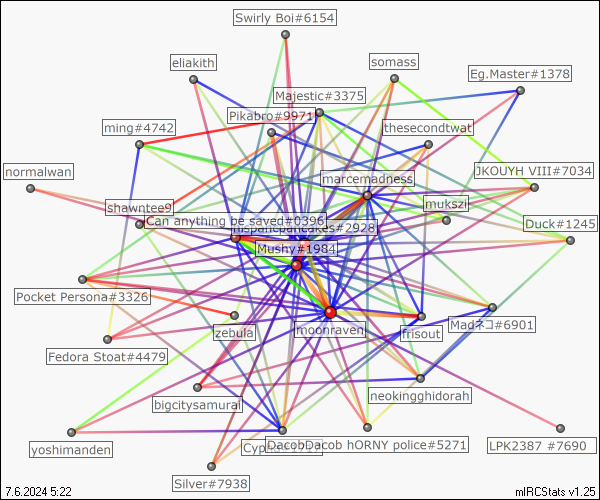 Swirly Boi#6154
eliakith
somass
Eg.Master#1378
Majestic#3375
Pikabro#9971
ming#4742
thesecondtwat
normalwan
marcemadness
JKOUYH VIII#7034
shawntee9
mukszi
Can anything be saved#0396
Duck#1245
#2928
Mushy#1984
Pocket Persona#3326
moonraven
frisout
Madネコ#6901
zebula
Fedora Stoat#4479
neokingghidorah
bigcitysamurai
yoshimanden
DacobDacob hORNY police#5271
LPK2387 #7690
Silver#7938
7.6.2024 5:22
mIRCStats v1.25